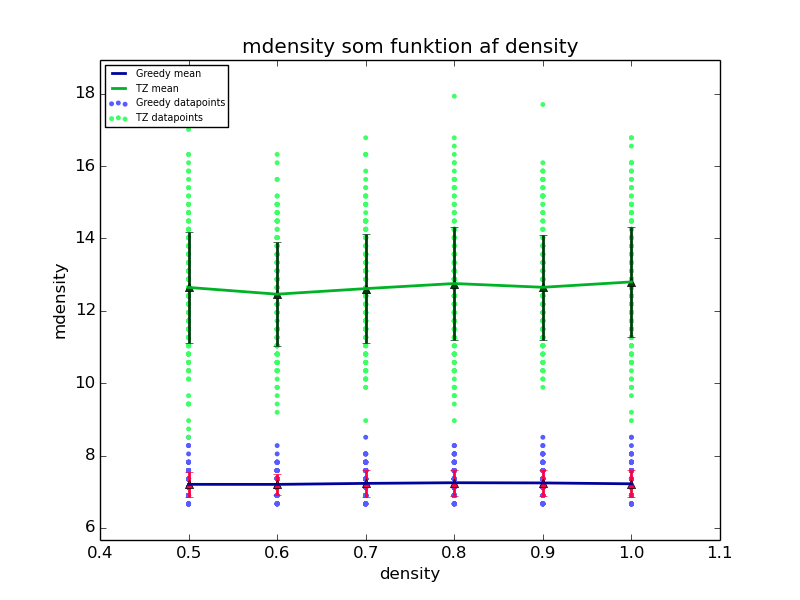 mdensity som funktion af density
Greedy mean
TZ mean
Greedy datapoints
TZ datapoints
18
16
14
12
10
8
6
mdensity
0.4 0.5 0.6 0.7 0.8 0.9 1.0 1.1
density